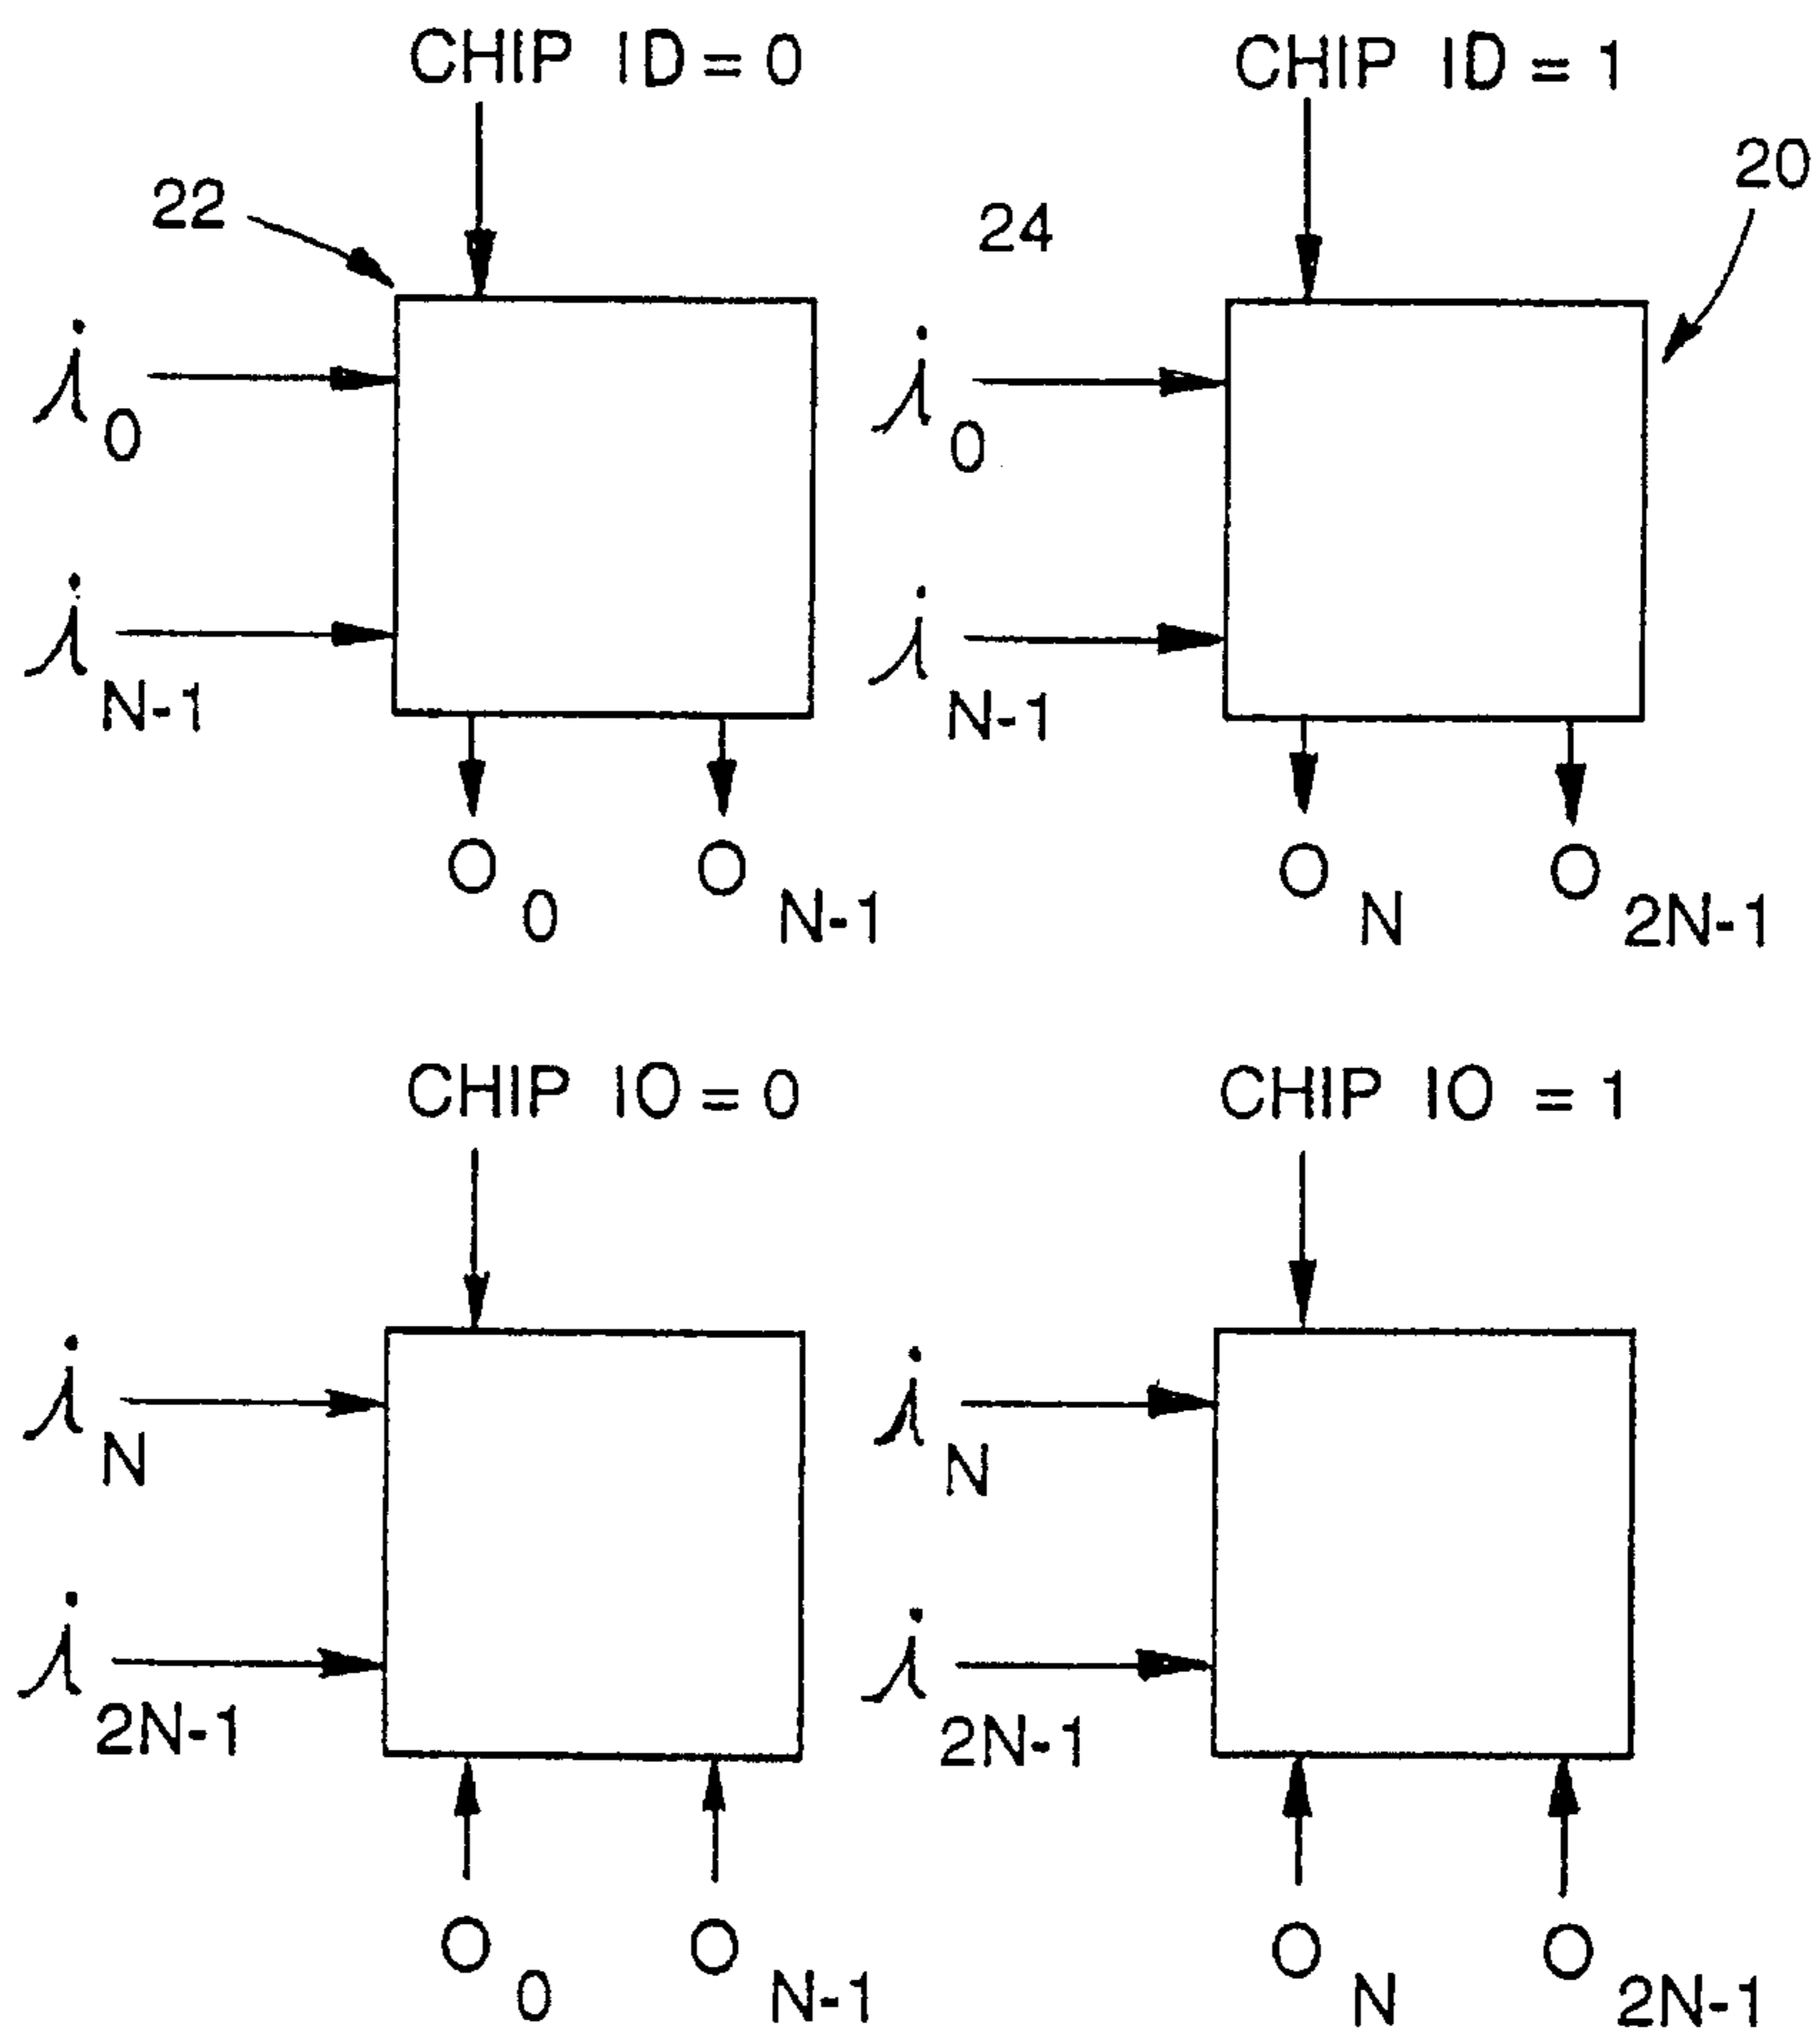 CHIP ID = 0 CHIP ID = 1
20
22 24
i0 i0
iN-1 iN-1
O0 ON-1 ON O2N-1
CHIP IO = 0 CHIP IO = 1
iN iN
i2N-1 i2N-1
O0 ON-1 ON O2N-1